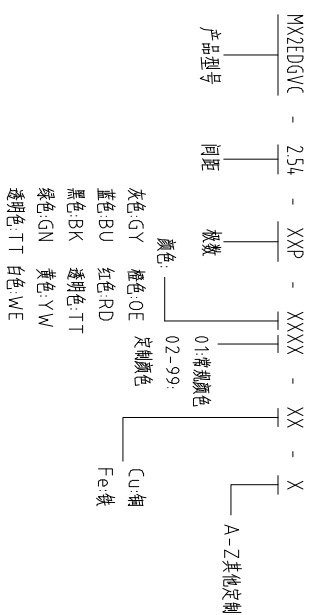 MX2EDGVC - 2.54 - XXP - XXXX - XX - X
产品型号
间距
极数
颜色:
01:常规颜色
02-99:
定制颜色
灰色:GY 橙色:OE
蓝色:BU 红色:RD
黑色:BK 透明色:TT
绿色:GN 黄色:YW
透明色:TT 白色:WE
Cu:铜
Fe:铁
A-Z其他定制